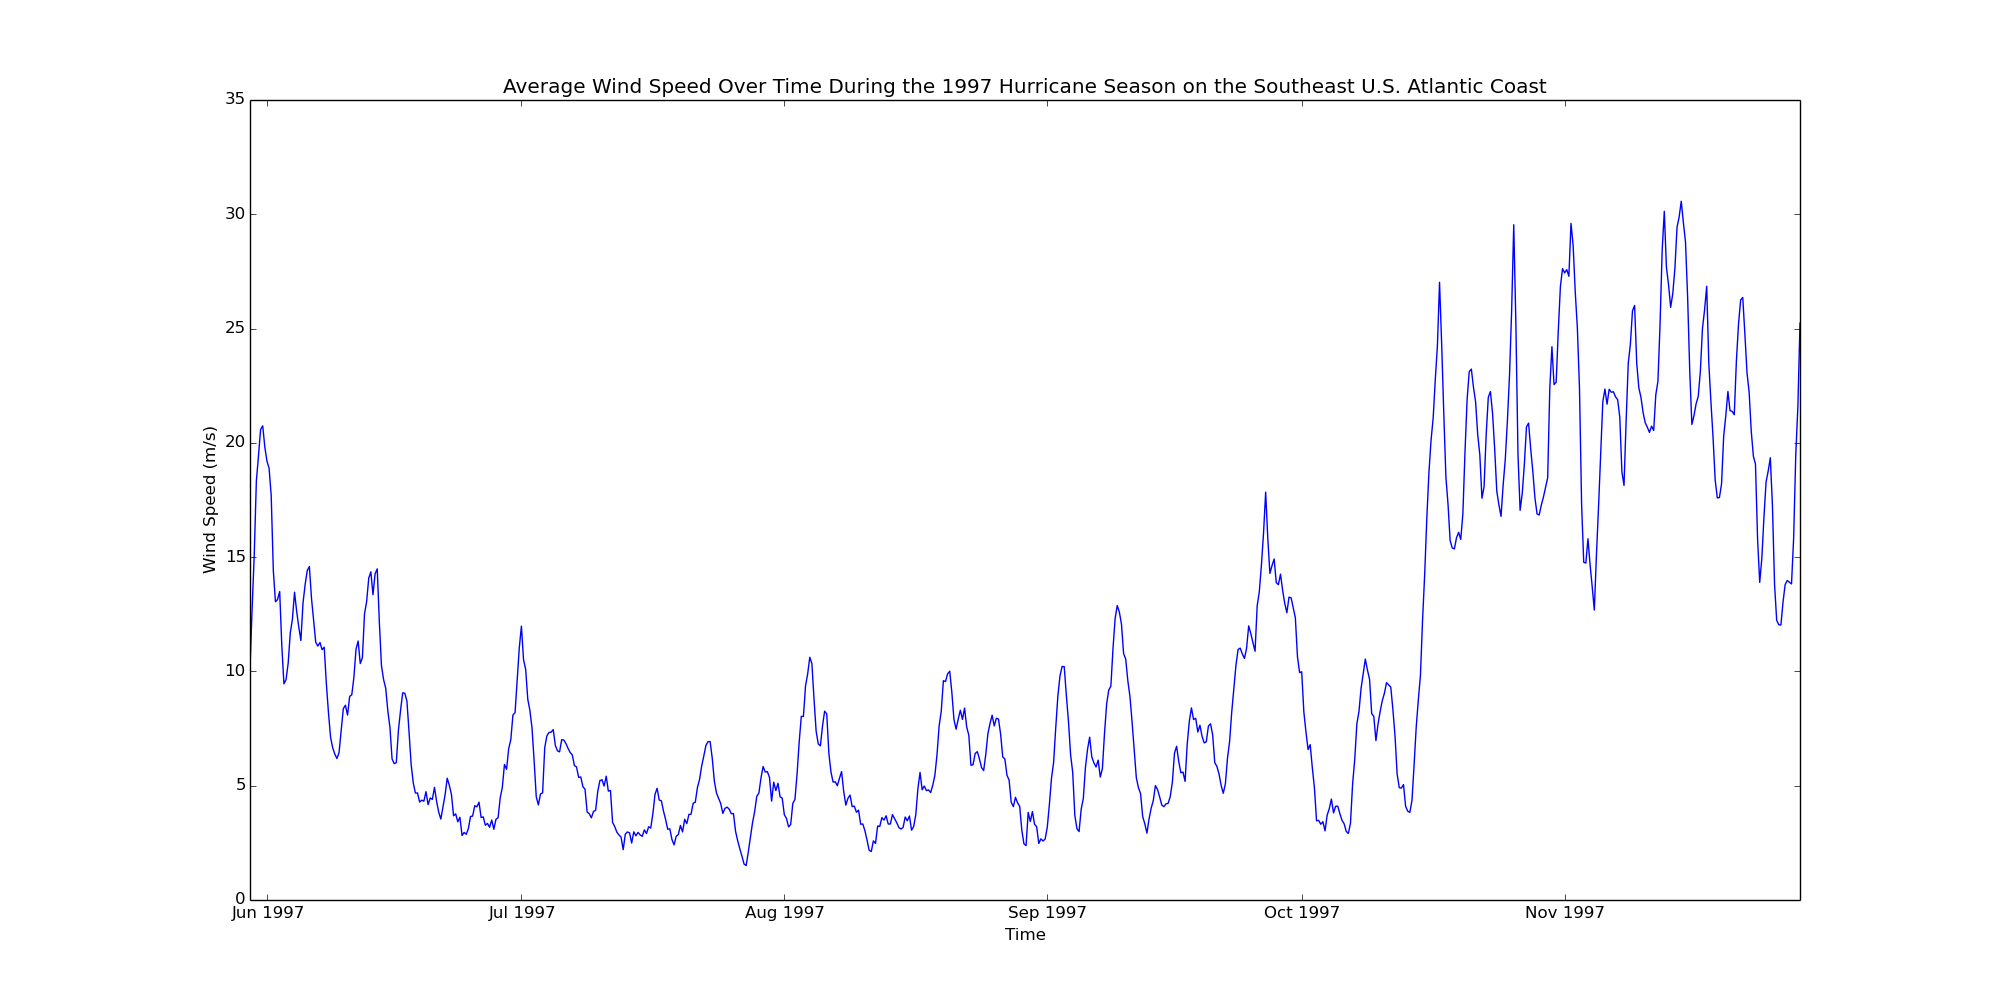 Average Wind Speed Over Time During the 1997 Hurricane Season on the Southeast U.S. Atlantic Coast
35
30
25
20
15
10
5
0
Wind Speed (m/s)
Jun 1997 Jul 1997 Aug 1997 Sep 1997 Oct 1997 Nov 1997
Time